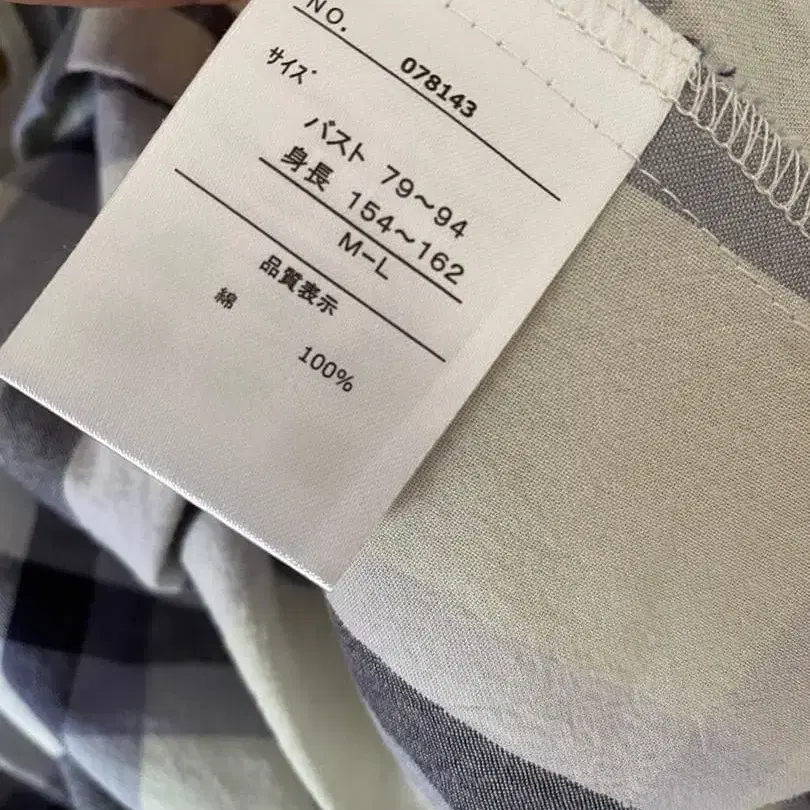 NO.
078143
サイズ
バスト 79～94
身長 154～162
M-L
品質表示
綿
100%